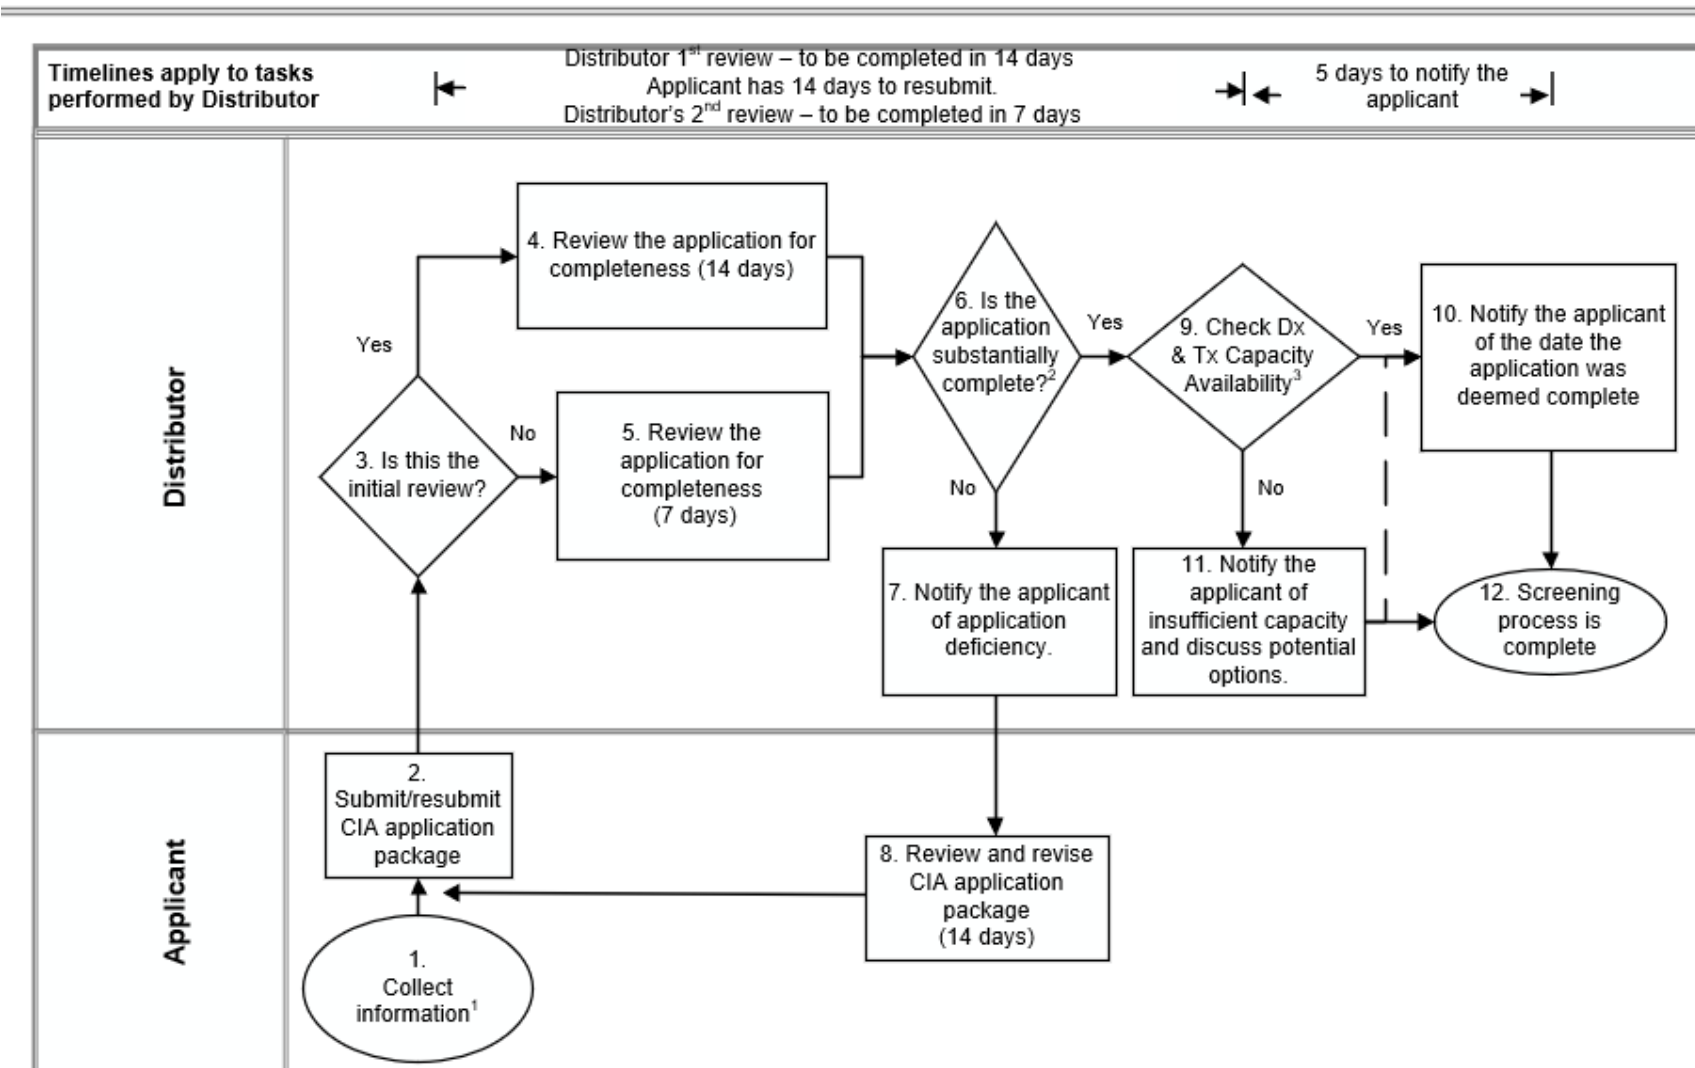 Timelines apply to tasks
performed by Distributor
Distributor 1st review – to be completed in 14 days
Applicant has 14 days to resubmit.
Distributor's 2nd review – to be completed in 7 days
5 days to notify the
applicant
Distributor
4. Review the application for
completeness (14 days)
Yes
3. Is this the
initial review?
No
5. Review the
application for
completeness
(7 days)
6. Is the
application
substantially
complete?2
Yes
No
9. Check Dx
& Tx Capacity
Availability3
Yes
No
10. Notify the applicant
of the date the
application was
deemed complete
7. Notify the applicant
of application
deficiency.
11. Notify the
applicant of
insufficient capacity
and discuss potential
options.
12. Screening
process is
complete
Applicant
2.
Submit/resubmit
CIA application
package
8. Review and revise
CIA application
package
(14 days)
1.
Collect
information1